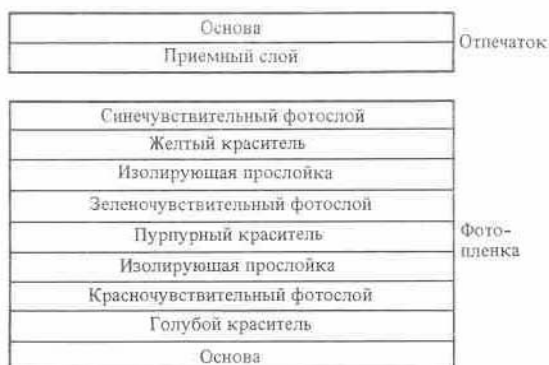 Основа
Приемный слой
Отпечаток
Синечувствительный фотослой
Желтый краситель
Изолирующая прослойка
Зеленочувствительный фотослой
Пурпурный краситель
Изолирующая прослойка
Красночувствительный фотослой
Голубой краситель
Основа
Фото-
пленка